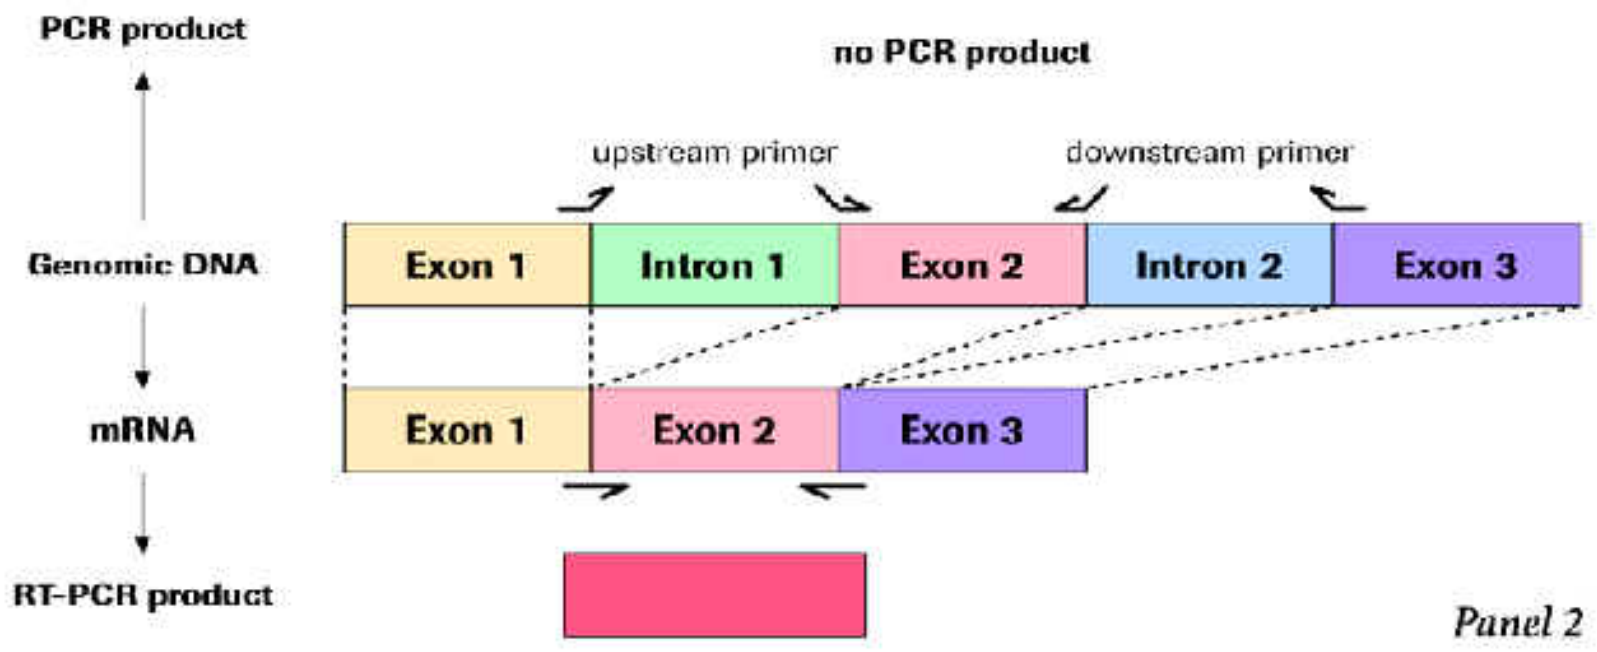 PCR product
no PCR product
upstream primer
downstream primer
Genomic DNA
Exon 1
Intron 1
Exon 2
Intron 2
Exon 3
mRNA
Exon 1
Exon 2
Exon 3
RT-PCR product
Panel 2